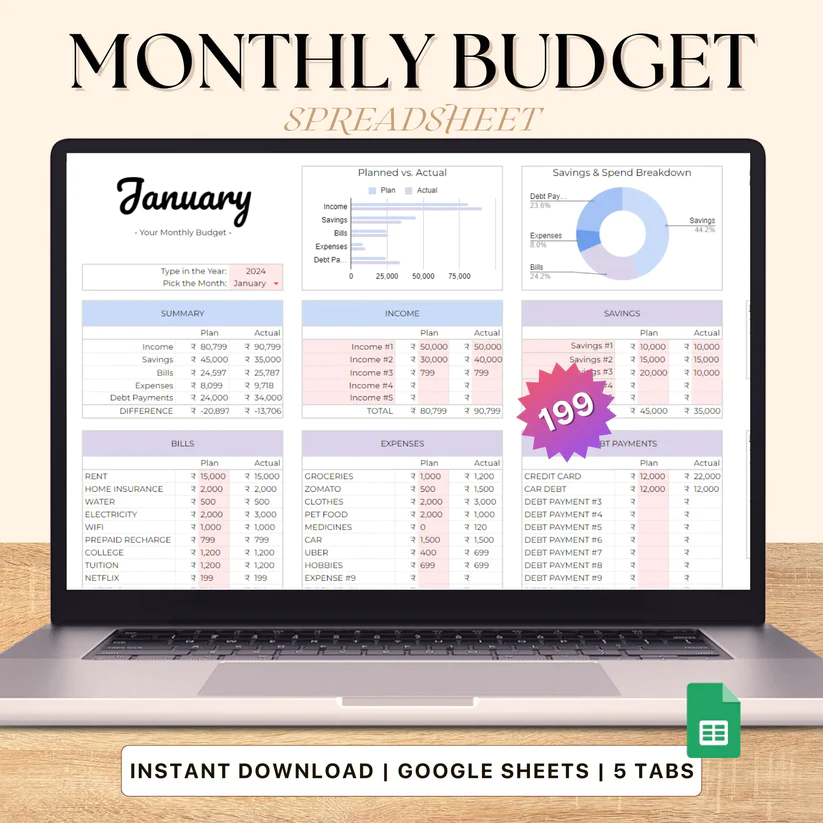 MONTHLY BUDGET
SPREADSHEET
January
- Your Monthly Budget -
Type in the Year: 2024
Pick the Month: January
Planned vs. Actual
Plan Actual
Income
Savings
Bills
Expenses
Debt Pa...
0 25,000 50,000 75,000
Savings & Spend Breakdown
Debt Pay...
23.6%
Savings
44.2%
Expenses
8.0%
Bills
24.2%
SUMMARY
Plan Actual
Income ₹ 80,799 ₹ 90,799
Savings ₹ 45,000 ₹ 35,000
Bills ₹ 24,597 ₹ 25,787
Expenses ₹ 8,099 ₹ 9,718
Debt Payments ₹ 24,000 ₹ 34,000
DIFFERENCE ₹ -20,897 ₹ -13,706
INCOME
Plan Actual
Income #1 ₹ 50,000 ₹ 50,000
Income #2 ₹ 30,000 ₹ 40,000
Income #3 ₹ 799 ₹ 799
Income #4 ₹ ₹
Income #5 ₹ ₹
TOTAL ₹ 80,799 ₹ 90,799
SAVINGS
Plan Actual
Savings #1 ₹ 10,000 ₹ 10,000
Savings #2 ₹ 15,000 ₹ 15,000
#3 ₹ 20,000 ₹ 10,000
₹ ₹
₹ ₹
₹ 45,000 ₹ 35,000
199
BILLS
Plan Actual
RENT ₹ 15,000 ₹ 15,000
HOME INSURANCE ₹ 2,000 ₹ 2,000
WATER ₹ 500 ₹ 500
ELECTRICITY ₹ 2,000 ₹ 3,000
WIFI ₹ 1,000 ₹ 1,000
PREPAID RECHARGE ₹ 799 ₹ 799
COLLEGE ₹ 1,200 ₹ 1,200
TUITION ₹ 1,200 ₹ 1,200
NETFLIX ₹ 199 ₹ 199
EXPENSES
Plan Actual
GROCERIES ₹ 1,000 ₹ 1,200
ZOMATO ₹ 500 ₹ 1,500
CLOTHES ₹ 2,000 ₹ 3,000
PET FOOD ₹ 2,000 ₹ 1,000
MEDICINES ₹ 0 ₹ 120
CAR ₹ 1,500 ₹ 1,500
UBER ₹ 400 ₹ 699
HOBBIES ₹ 699 ₹ 699
EXPENSE #9 ₹ ₹
PAYMENTS
Plan Actual
CREDIT CARD ₹ 12,000 ₹ 22,000
CAR DEBT ₹ 12,000 ₹ 12,000
DEBT PAYMENT #3 ₹ ₹
DEBT PAYMENT #4 ₹ ₹
DEBT PAYMENT #5 ₹ ₹
DEBT PAYMENT #6 ₹ ₹
DEBT PAYMENT #7 ₹ ₹
DEBT PAYMENT #8 ₹ ₹
DEBT PAYMENT #9 ₹ ₹
INSTANT DOWNLOAD | GOOGLE SHEETS | 5 TABS